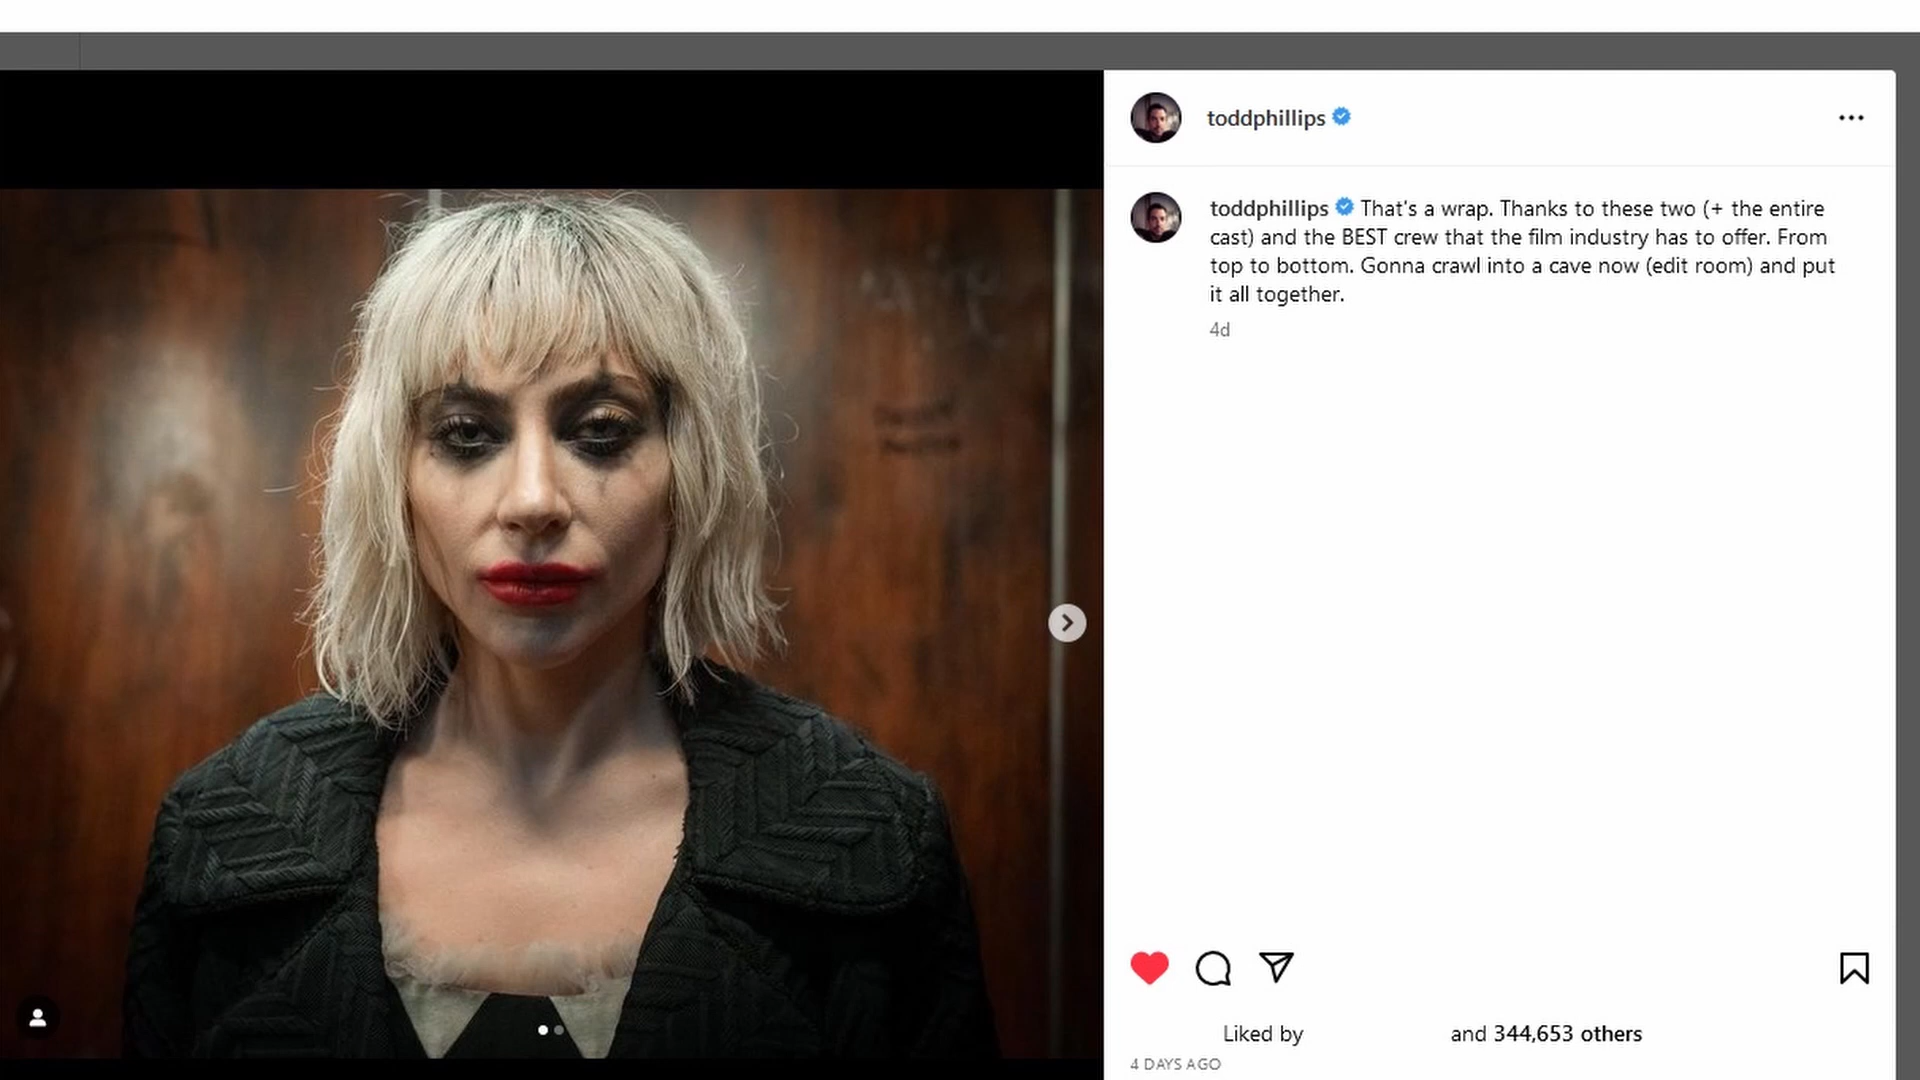 toddphillips
toddphillips That's a wrap. Thanks to these two (+ the entire
cast) and the BEST crew that the film industry has to offer. From
top to bottom. Gonna crawl into a cave now (edit room) and put
it all together.
4d
Liked by and 344,653 others
4 DAYS AGO